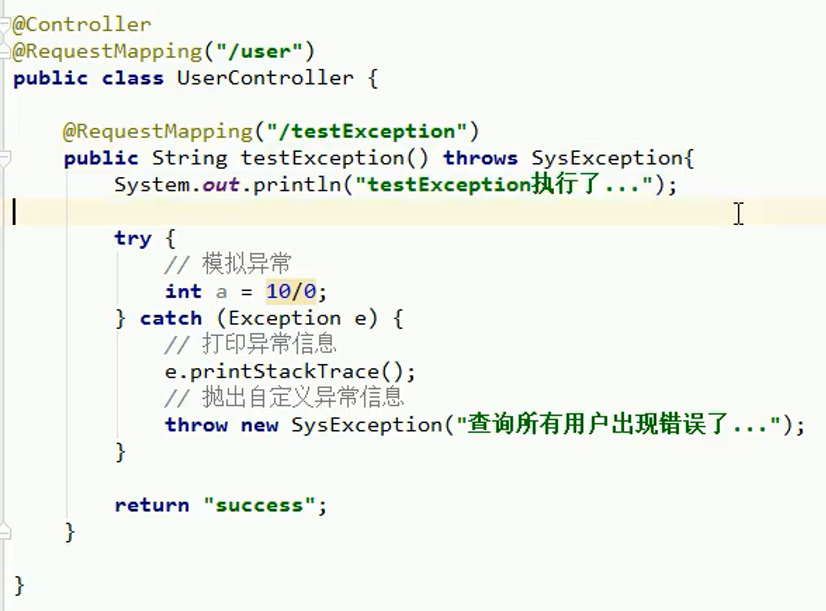 @Controller
@RequestMapping("/user")
public class UserController {
@RequestMapping("/testException")
public String testException() throws SysException{
System.out.println("testException执行了...");
try {
// 模拟异常
int a = 10/0;
} catch (Exception e) {
// 打印异常信息
e.printStackTrace();
// 抛出自定义异常信息
throw new SysException("查询所有用户出现错误了...");
}
return "success";
}
}